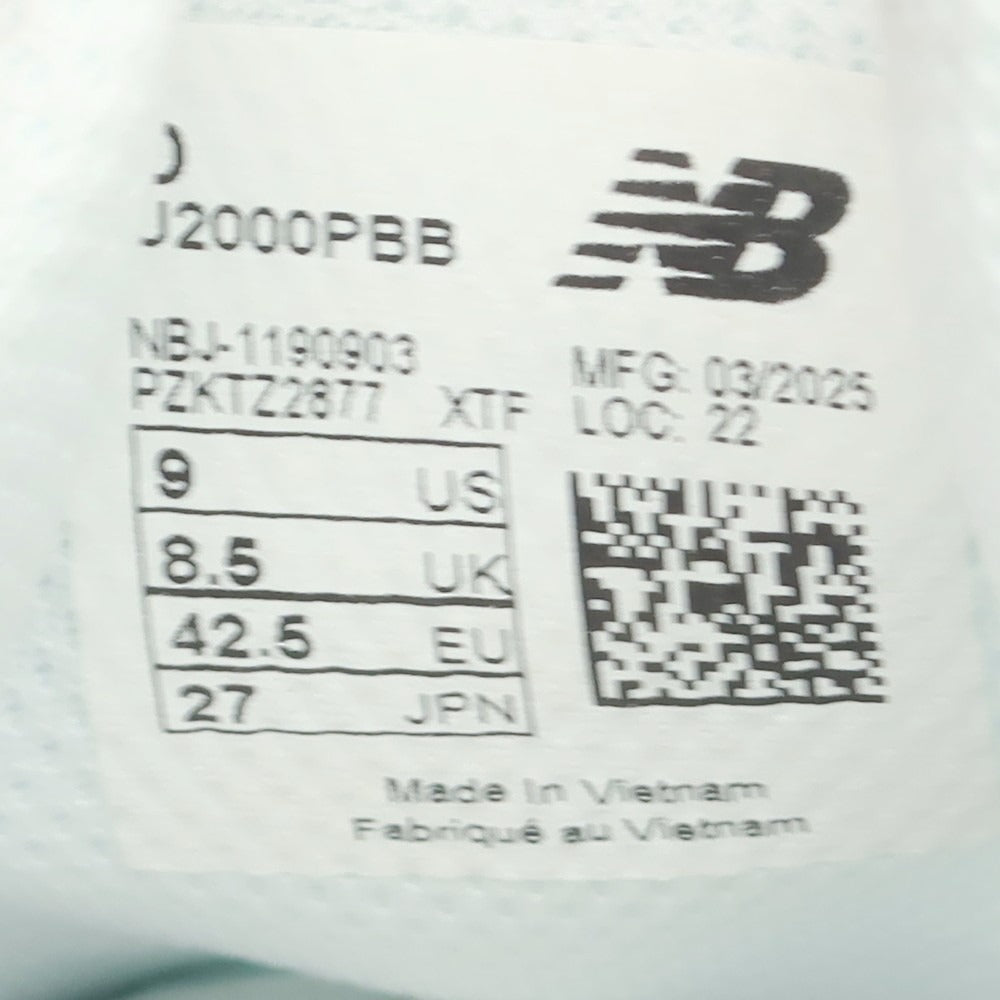 J2000PBB
NB
NBJ-1190903
PZKTZ2877 XTF
MFG: 03/2025
LOC: 22
9 US
8.5 UK
42.5 EU
27 JPN
Made In Vietnam
Fabriqué au Vietnam